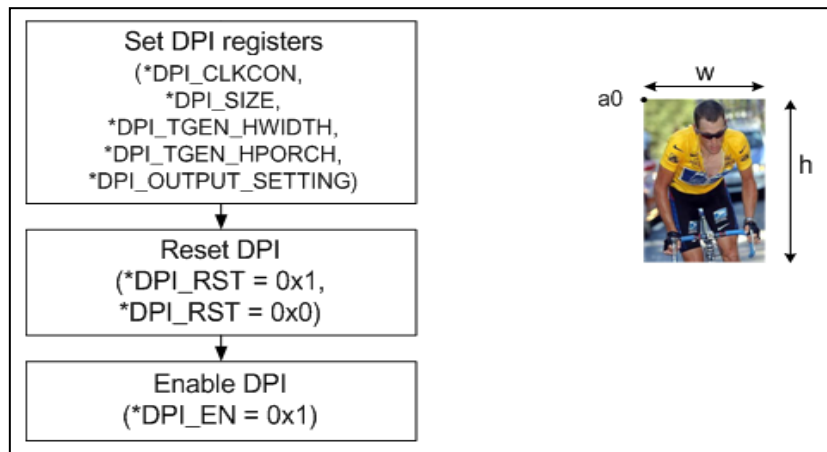 Set DPI registers
(*DPI_CLKCON,
*DPI_SIZE,
*DPI_TGEN_HWIDTH,
*DPI_TGEN_HPORCH,
*DPI_OUTPUT_SETTING)
Reset DPI
(*DPI_RST = 0x1,
*DPI_RST = 0x0)
Enable DPI
(*DPI_EN = 0x1)
w
a0
h